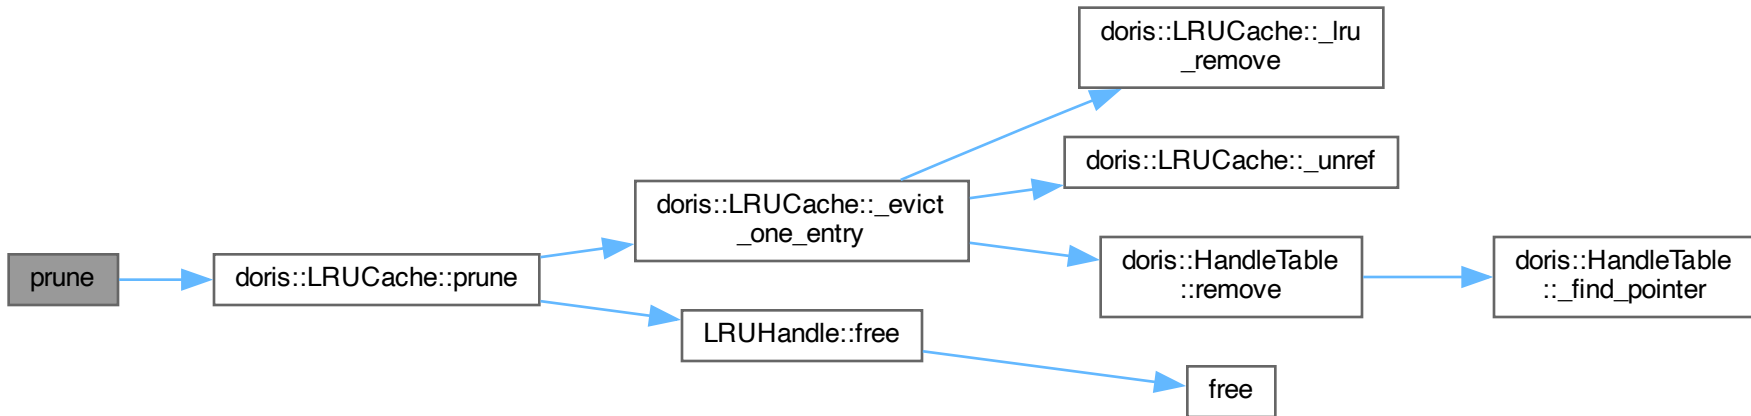 prune
doris::LRUCache::prune
doris::LRUCache::_evict
_one_entry
doris::LRUCache::_lru
_remove
doris::LRUCache::_unref
doris::HandleTable
::remove
doris::HandleTable
::_find_pointer
LRUHandle::free
free